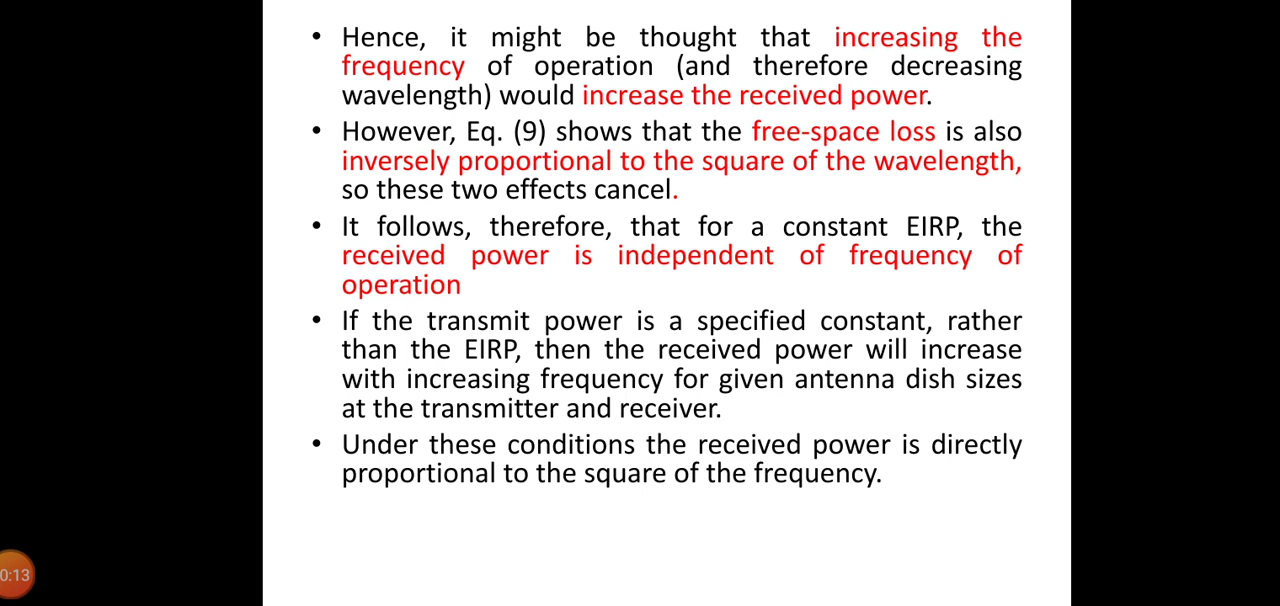 • Hence, it might be thought that increasing the
frequency of operation (and therefore decreasing
wavelength) would increase the received power.
• However, Eq. (9) shows that the free-space loss is also
inversely proportional to the square of the wavelength,
so these two effects cancel.
• It follows, therefore, that for a constant EIRP, the
received power is independent of frequency of
operation
• If the transmit power is a specified constant, rather
than the EIRP, then the received power will increase
with increasing frequency for given antenna dish sizes
at the transmitter and receiver.
• Under these conditions the received power is directly
proportional to the square of the frequency.
0:13